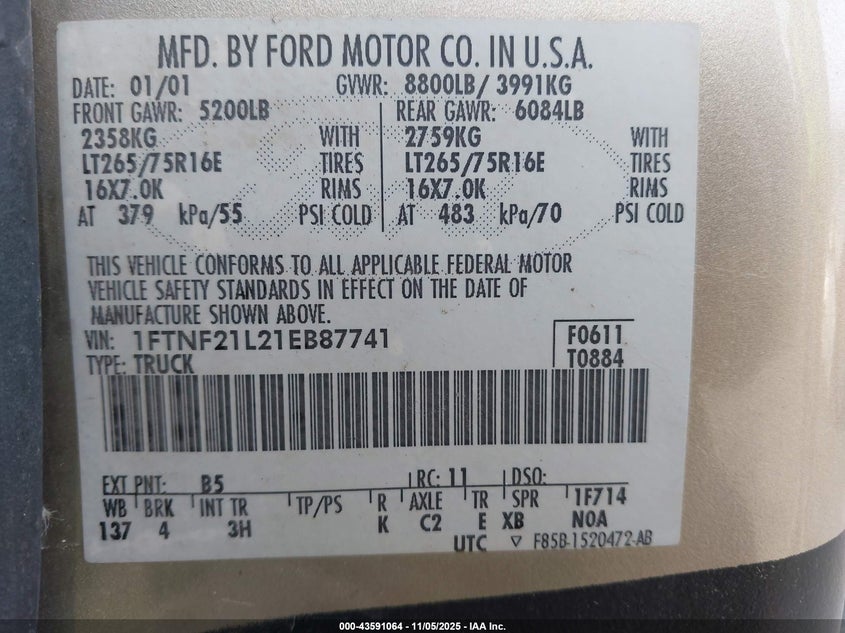 MFD. BY FORD MOTOR CO. IN U.S.A.
DATE: 01/01 GVWR: 8800LB/ 3991KG
FRONT GAWR: 5200LB REAR GAWR: 6084LB
2358KG WITH 2759KG WITH
LT265/75R16E TIRES LT265/75R16E TIRES
16X7.0K RIMS 16X7.0K RIMS
AT 379 kPa/55 PSI COLD AT 483 kPa/70 PSI COLD
THIS VEHICLE CONFORMS TO ALL APPLICABLE FEDERAL MOTOR
VEHICLE SAFETY STANDARDS IN EFFECT ON THE DATE OF
MANUFACTURE SHOWN ABOVE.
VIN: 1FTNF21L21EB87741 F0611
TYPE: TRUCK T0884
EXT PNT: B5 RC: 11 DSO:
WB BRK INT TR TP/PS R AXLE TR SPR 1F714
137 4 3H K C2 E XB N0A
UTC ▽ F85B-1520472-AB
000-43591064 - 11/05/2025 - IAA Inc.